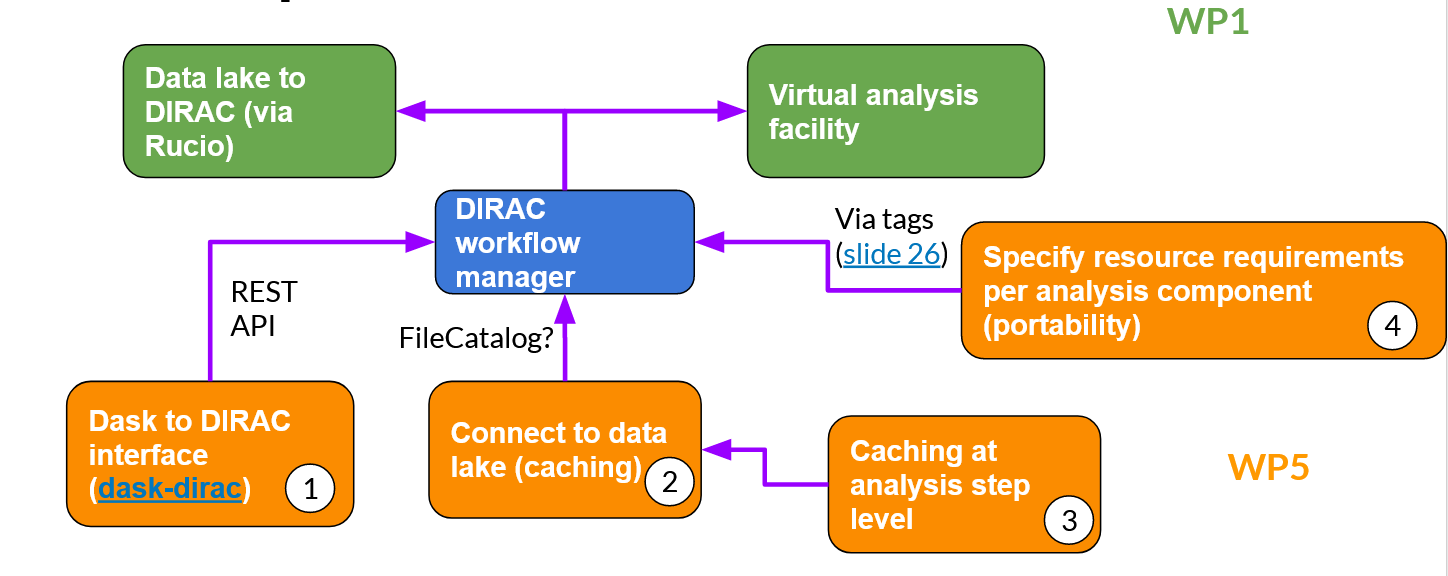 WP1
Data lake to
DIRAC (via
Rucio)
Virtual analysis
facility
DIRAC
workflow
manager
Via tags
(slide 26)
Specify resource requirements
per analysis component
(portability)
4
REST
API
FileCatalog?
Dask to DIRAC
interface
(dask-dirac)
1
Connect to data
lake (caching)
2
Caching at
analysis step
level
3
WP5